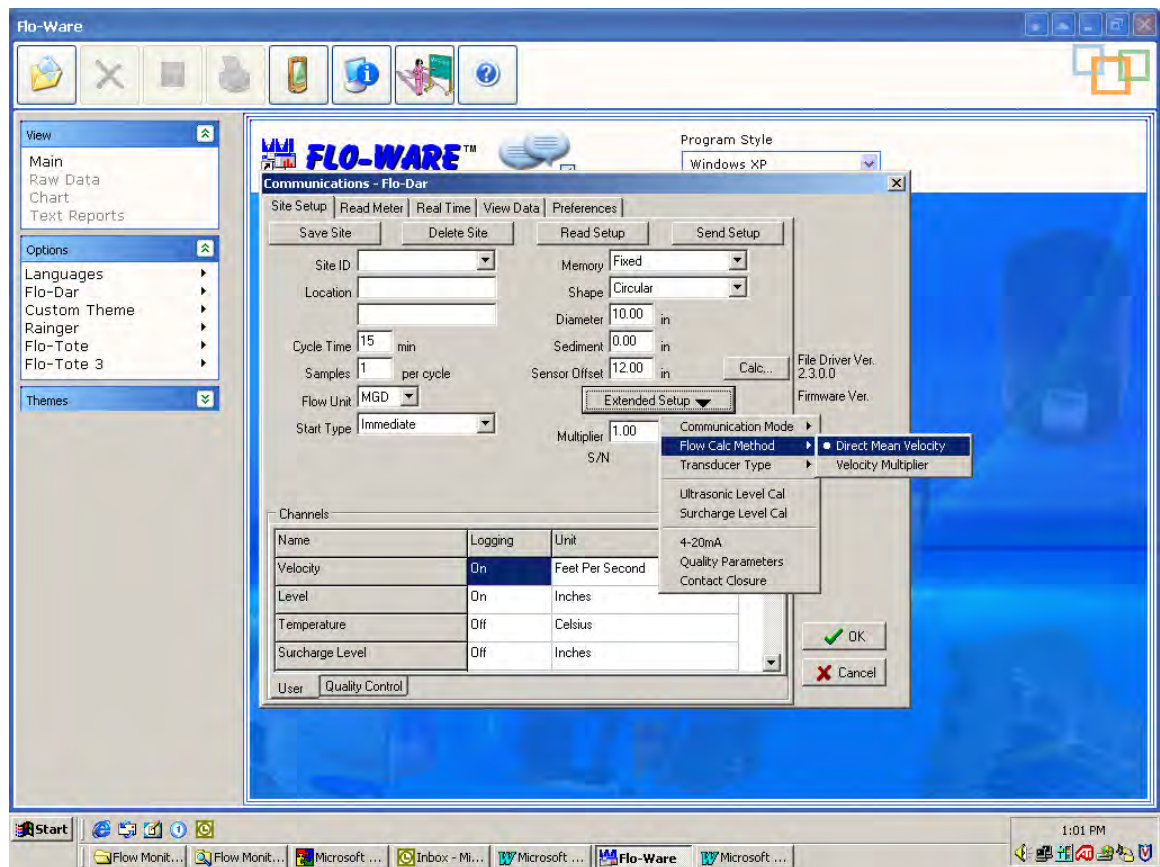 Flo-Ware
View
Main
Raw Data
Chart
Text Reports
Options
Languages
Flo-Dar
Custom Theme
Rainger
Flo-Tote
Flo-Tote 3
Themes
FLO-WARE™
Program Style
Windows XP
Communications - Flo-Dar
Site Setup Read Meter Real Time View Data Preferences
Save Site Delete Site Read Setup Send Setup
Site ID
Location
Cycle Time 15 min
Samples 1 per cycle
Flow Unit MGD
Start Type Immediate
Memory Fixed
Shape Circular
Diameter 10.00 in
Sediment 0.00 in
Sensor Offset 12.00 in Calc...
Extended Setup
Multiplier 1.00
S/N
File Driver Ver.
2.3.0.0
Firmware Ver.
Communication Mode
Flow Calc Method
Transducer Type
Ultrasonic Level Cal
Surcharge Level Cal
4-20mA
Quality Parameters
Contact Closure
Direct Mean Velocity
Velocity Multiplier
Channels
Name Logging Unit
Velocity On Feet Per Second
Level On Inches
Temperature Off Celsius
Surcharge Level Off Inches
User Quality Control
OK
Cancel
Start
1:01 PM
Flow Monit... Flow Monit... Microsoft ... Inbox - Mi... Microsoft ... Flo-Ware Microsoft ...